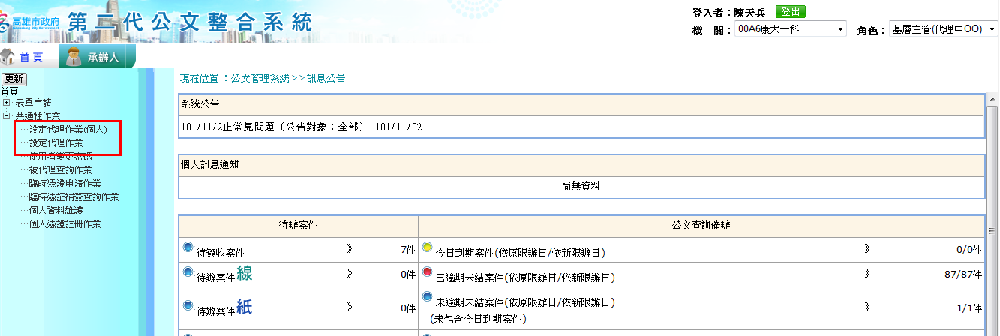 高雄市政府 第二代公文整合系統
登入者：陳天兵 登出
機 關：00A6康大一科 角色：基層主管(代理中OO)
首頁 承辦人
更新
首頁
表單申請
共通性作業
設定代理作業(個人)
設定代理作業
使用者變更密碼
被代理查詢作業
臨時憑證申請作業
臨時憑証補簽查詢作業
個人資料維護
個人憑證註冊作業
現在位置：公文管理系統>>訊息公告
系統公告
101/11/2止常見問題〔公告對象：全部〕 101/11/02
個人訊息通知
尚無資料
待辦案件 公文查詢催辦
待簽收案件 》 7件 今日到期案件(依原限辦日/依新限辦日) 》 0/0件
待辦案件線 》 0件 已逾期未結案件(依原限辦日/依新限辦日) 》 87/87件
待辦案件紙 》 0件 未逾期未結案件(依原限辦日/依新限辦日) 》 1/1件
(未包含今日到期案件)